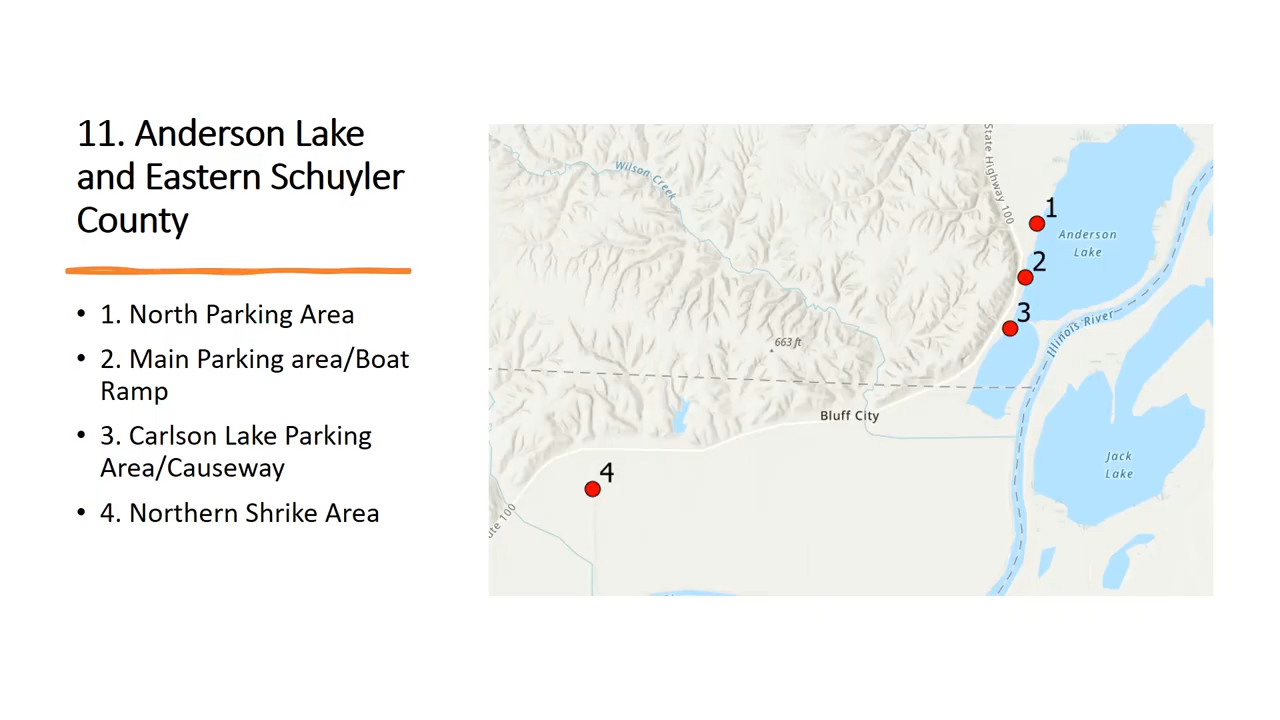 11. Anderson Lake
and Eastern Schuyler
County
• 1. North Parking Area
• 2. Main Parking area/Boat
Ramp
• 3. Carlson Lake Parking
Area/Causeway
• 4. Northern Shrike Area
State Highway 100
Wilson Creek
1
Anderson
Lake
2
3
Illinois River
663 ft
Bluff City
Jack
Lake
4
ute 100